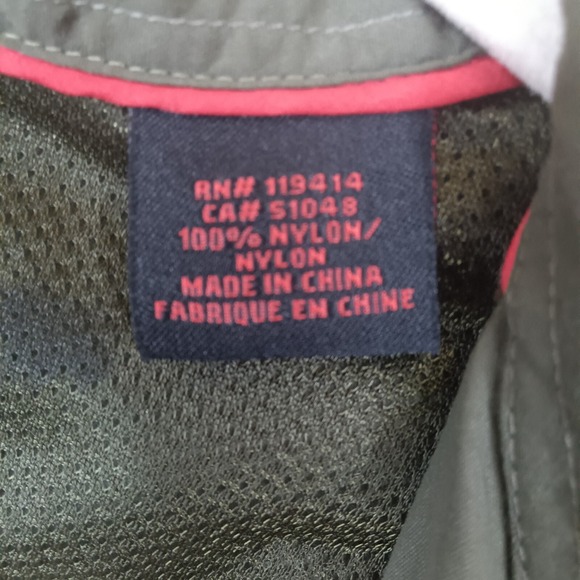 RN# 119414
CA# 51048
100% NYLON/
NYLON
MADE IN CHINA
FABRIQUE EN CHINE